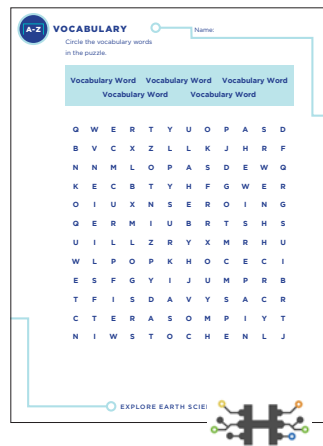 A-Z
VOCABULARY
Name:
Circle the vocabulary words
in the puzzle.
Vocabulary Word Vocabulary Word Vocabulary Word
Vocabulary Word Vocabulary Word
Q W E R T Y U O P A S D
B V C X Z L L K J H R F
N N M L O P A S D E W Q
K E C B T Y H F G W E R
O I U X N S E R O I N G
Q E R M I U B R T S H S
U I L L Z R Y X M R H U
W L P O P K H O C E C I
E S F G Y I J U M P R B
T F I S D A V Y S A C R
C T E R A S O M P I Y T
N I W S T O C H E N L J
EXPLORE EARTH SCIE